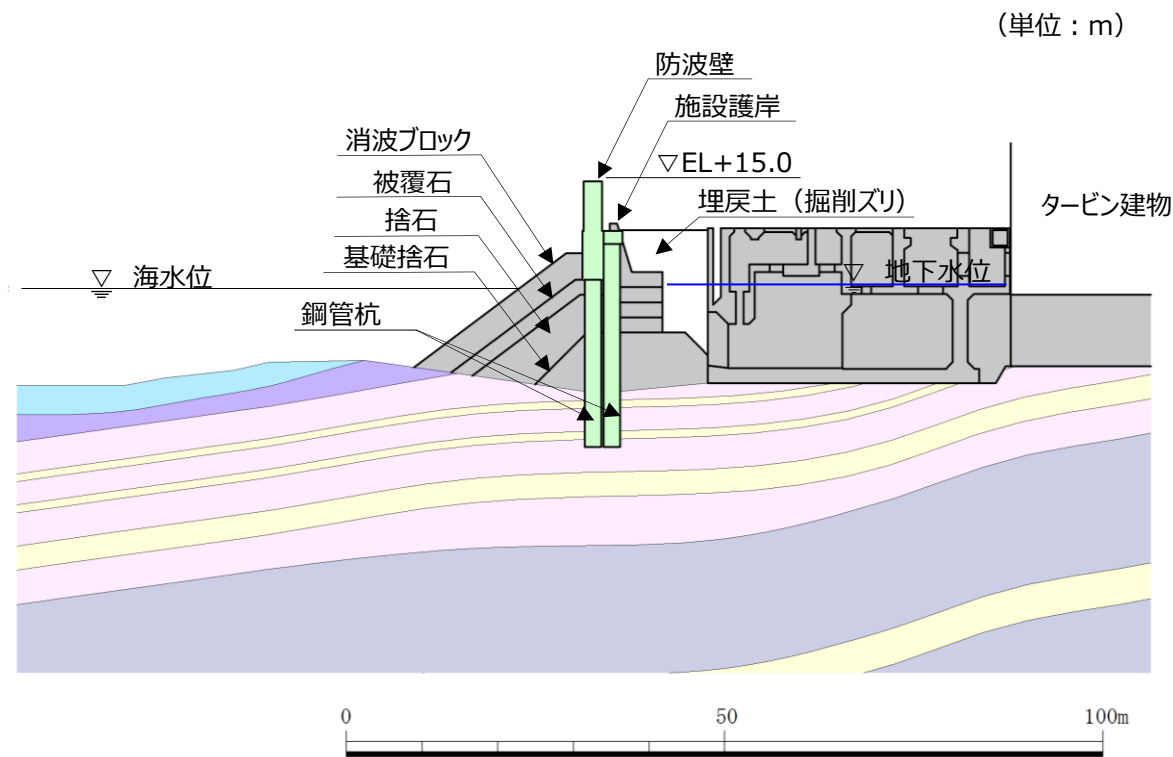 (単位:m)
防波壁
施設護岸
消波ブロック
▽EL+15.0
被覆石
埋戻土(掘削ズリ)
タービン建物
捨石
基礎捨石
▽ 海水位
▽ 地下水位
鋼管杭
0 50 100m